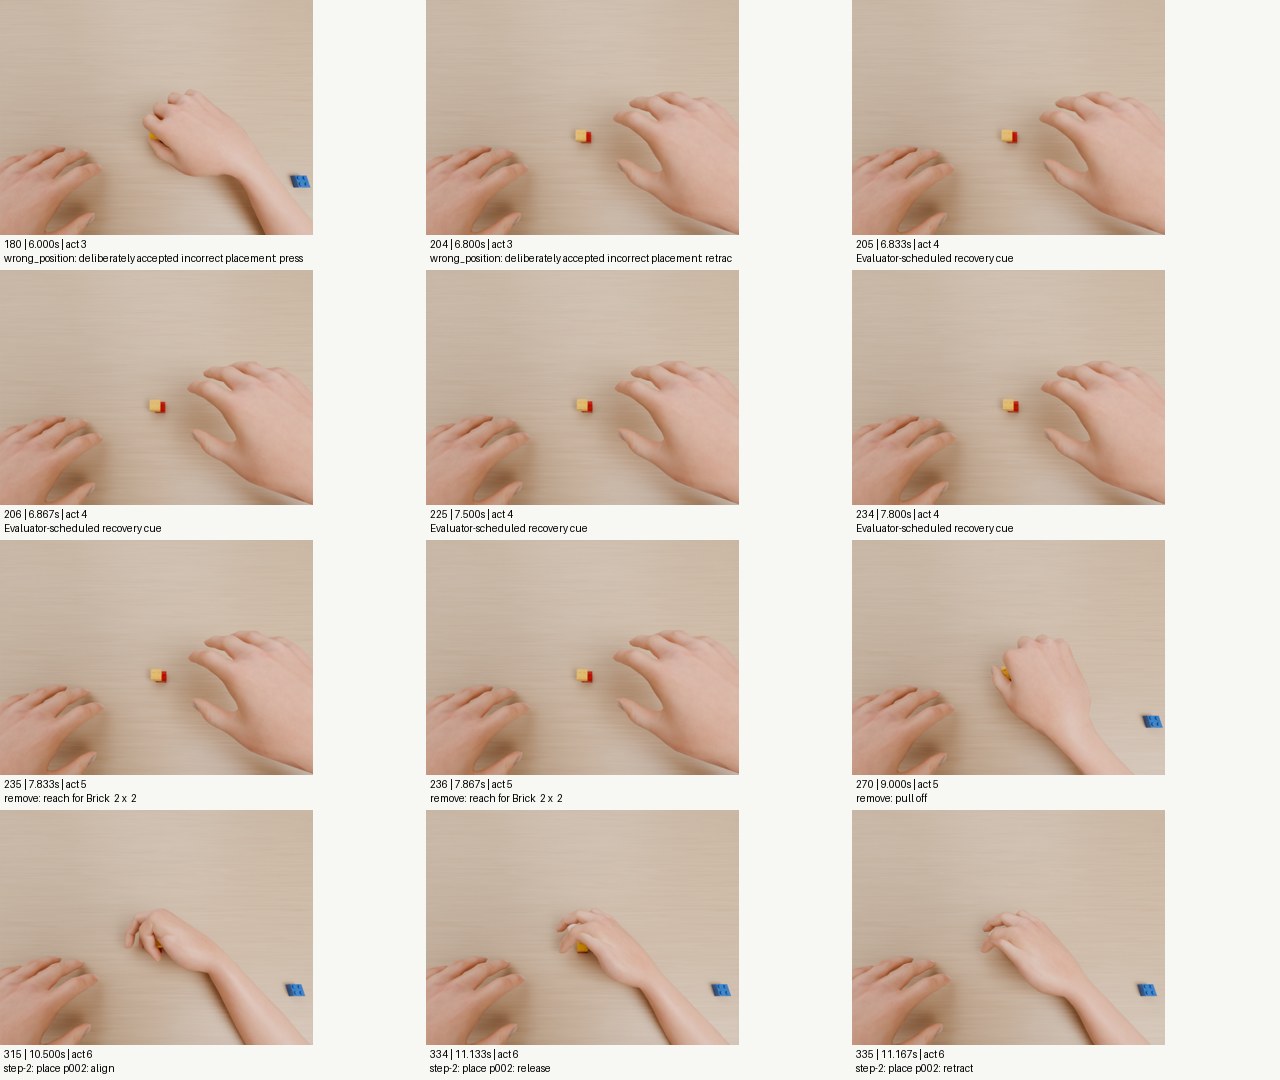 180 | 6.000s | act 3
wrong_position: deliberately accepted incorrect placement: press
204 | 6.800s | act 3
wrong_position: deliberately accepted incorrect placement: retrac
205 | 6.833s | act 4
Evaluator-scheduled recovery cue
206 | 6.867s | act 4
Evaluator-scheduled recovery cue
225 | 7.500s | act 4
Evaluator-scheduled recovery cue
234 | 7.800s | act 4
Evaluator-scheduled recovery cue
235 | 7.833s | act 5
remove: reach for Brick 2 x 2
236 | 7.867s | act 5
remove: reach for Brick 2 x 2
270 | 9.000s | act 5
remove: pull off
315 | 10.500s | act 6
step-2: place p002: align
334 | 11.133s | act 6
step-2: place p002: release
335 | 11.167s | act 6
step-2: place p002: retract